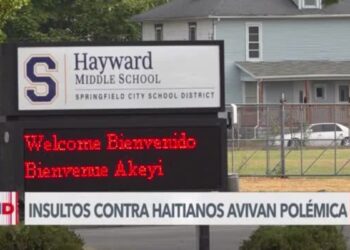 S
Hayward
MIDDLE SCHOOL
SPRINGFIELD CITY SCHOOL DISTRICT
Welcome Bienvenido
Bienvenue Akeyi
INSULTOS CONTRA HAITIANOS AVIVAN POLÉMICA